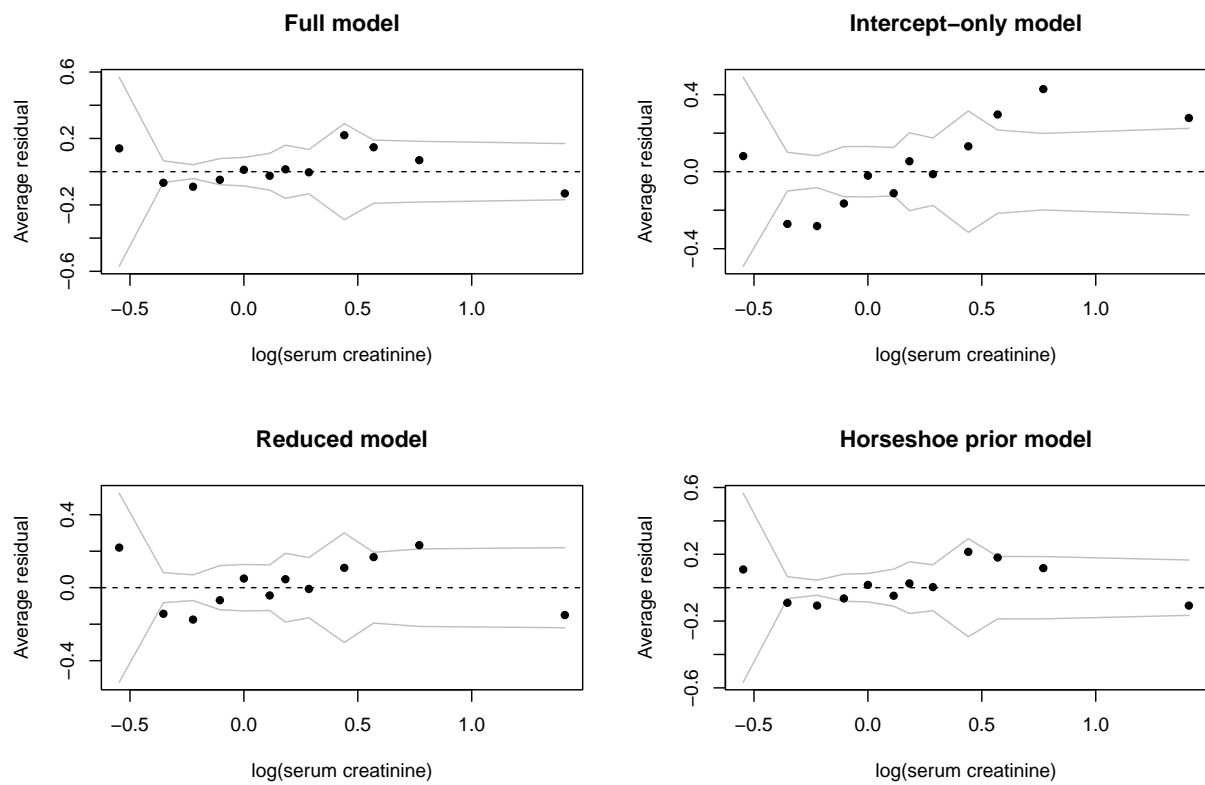 Full model
Average residual
0.6
0.2
−0.2
−0.6
−0.5 0.0 0.5 1.0
log(serum creatinine)
Intercept−only model
Average residual
0.4
0.0
−0.4
−0.5 0.0 0.5 1.0
log(serum creatinine)
Reduced model
Average residual
0.4
0.0
−0.4
−0.5 0.0 0.5 1.0
log(serum creatinine)
Horseshoe prior model
Average residual
0.6
0.2
−0.2
−0.6
−0.5 0.0 0.5 1.0
log(serum creatinine)